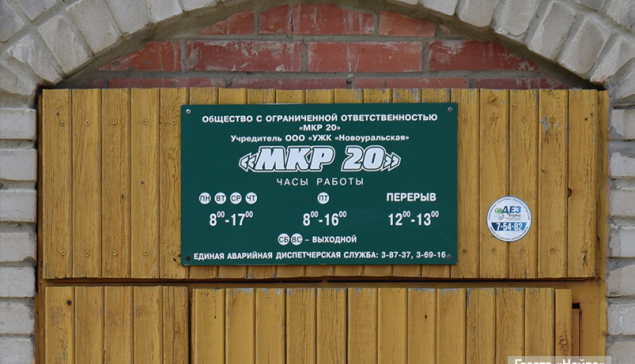 ОБЩЕСТВО С ОГРАНИЧЕННОЙ ОТВЕТСТВЕННОСТЬЮ
«МКР 20»
Учредитель ООО «УЖК «Новоуральская»
«МКР 20»
ЧАСЫ РАБОТЫ
ПН ВТ СР ЧТ ПТ ПЕРЕРЫВ
8⁰⁰-17⁰⁰ 8⁰⁰-16⁰⁰ 12⁰⁰-13⁰⁰
СБ ВС - ВЫХОДНОЙ
ЕДИНАЯ АВАРИЙНАЯ ДИСПЕТЧЕРСКАЯ СЛУЖБА: 3-87-37, 3-69-16
ДЕЗ
7-54-82